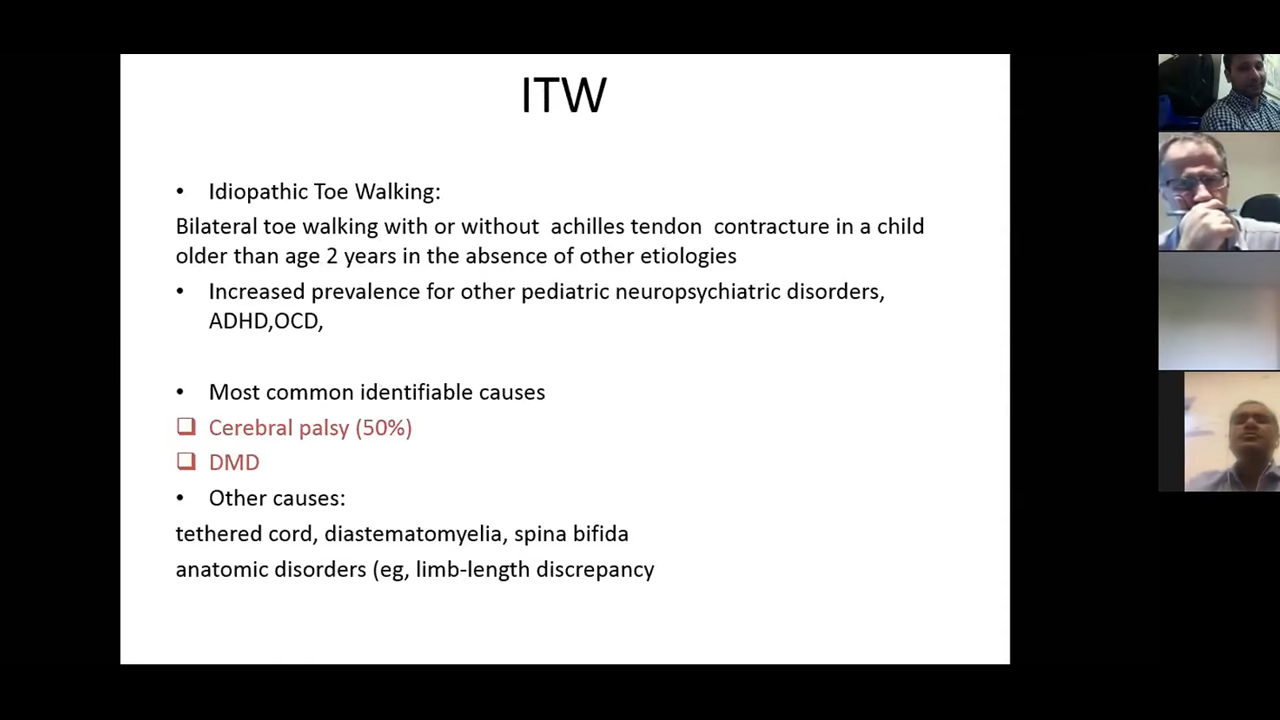 ITW
• Idiopathic Toe Walking:
Bilateral toe walking with or without  achilles tendon  contracture in a child
older than age 2 years in the absence of other etiologies
• Increased prevalence for other pediatric neuropsychiatric disorders,
ADHD,OCD,
• Most common identifiable causes
❑ Cerebral palsy (50%)
❑ DMD
• Other causes:
tethered cord, diastematomyelia, spina bifida
anatomic disorders (eg, limb-length discrepancy